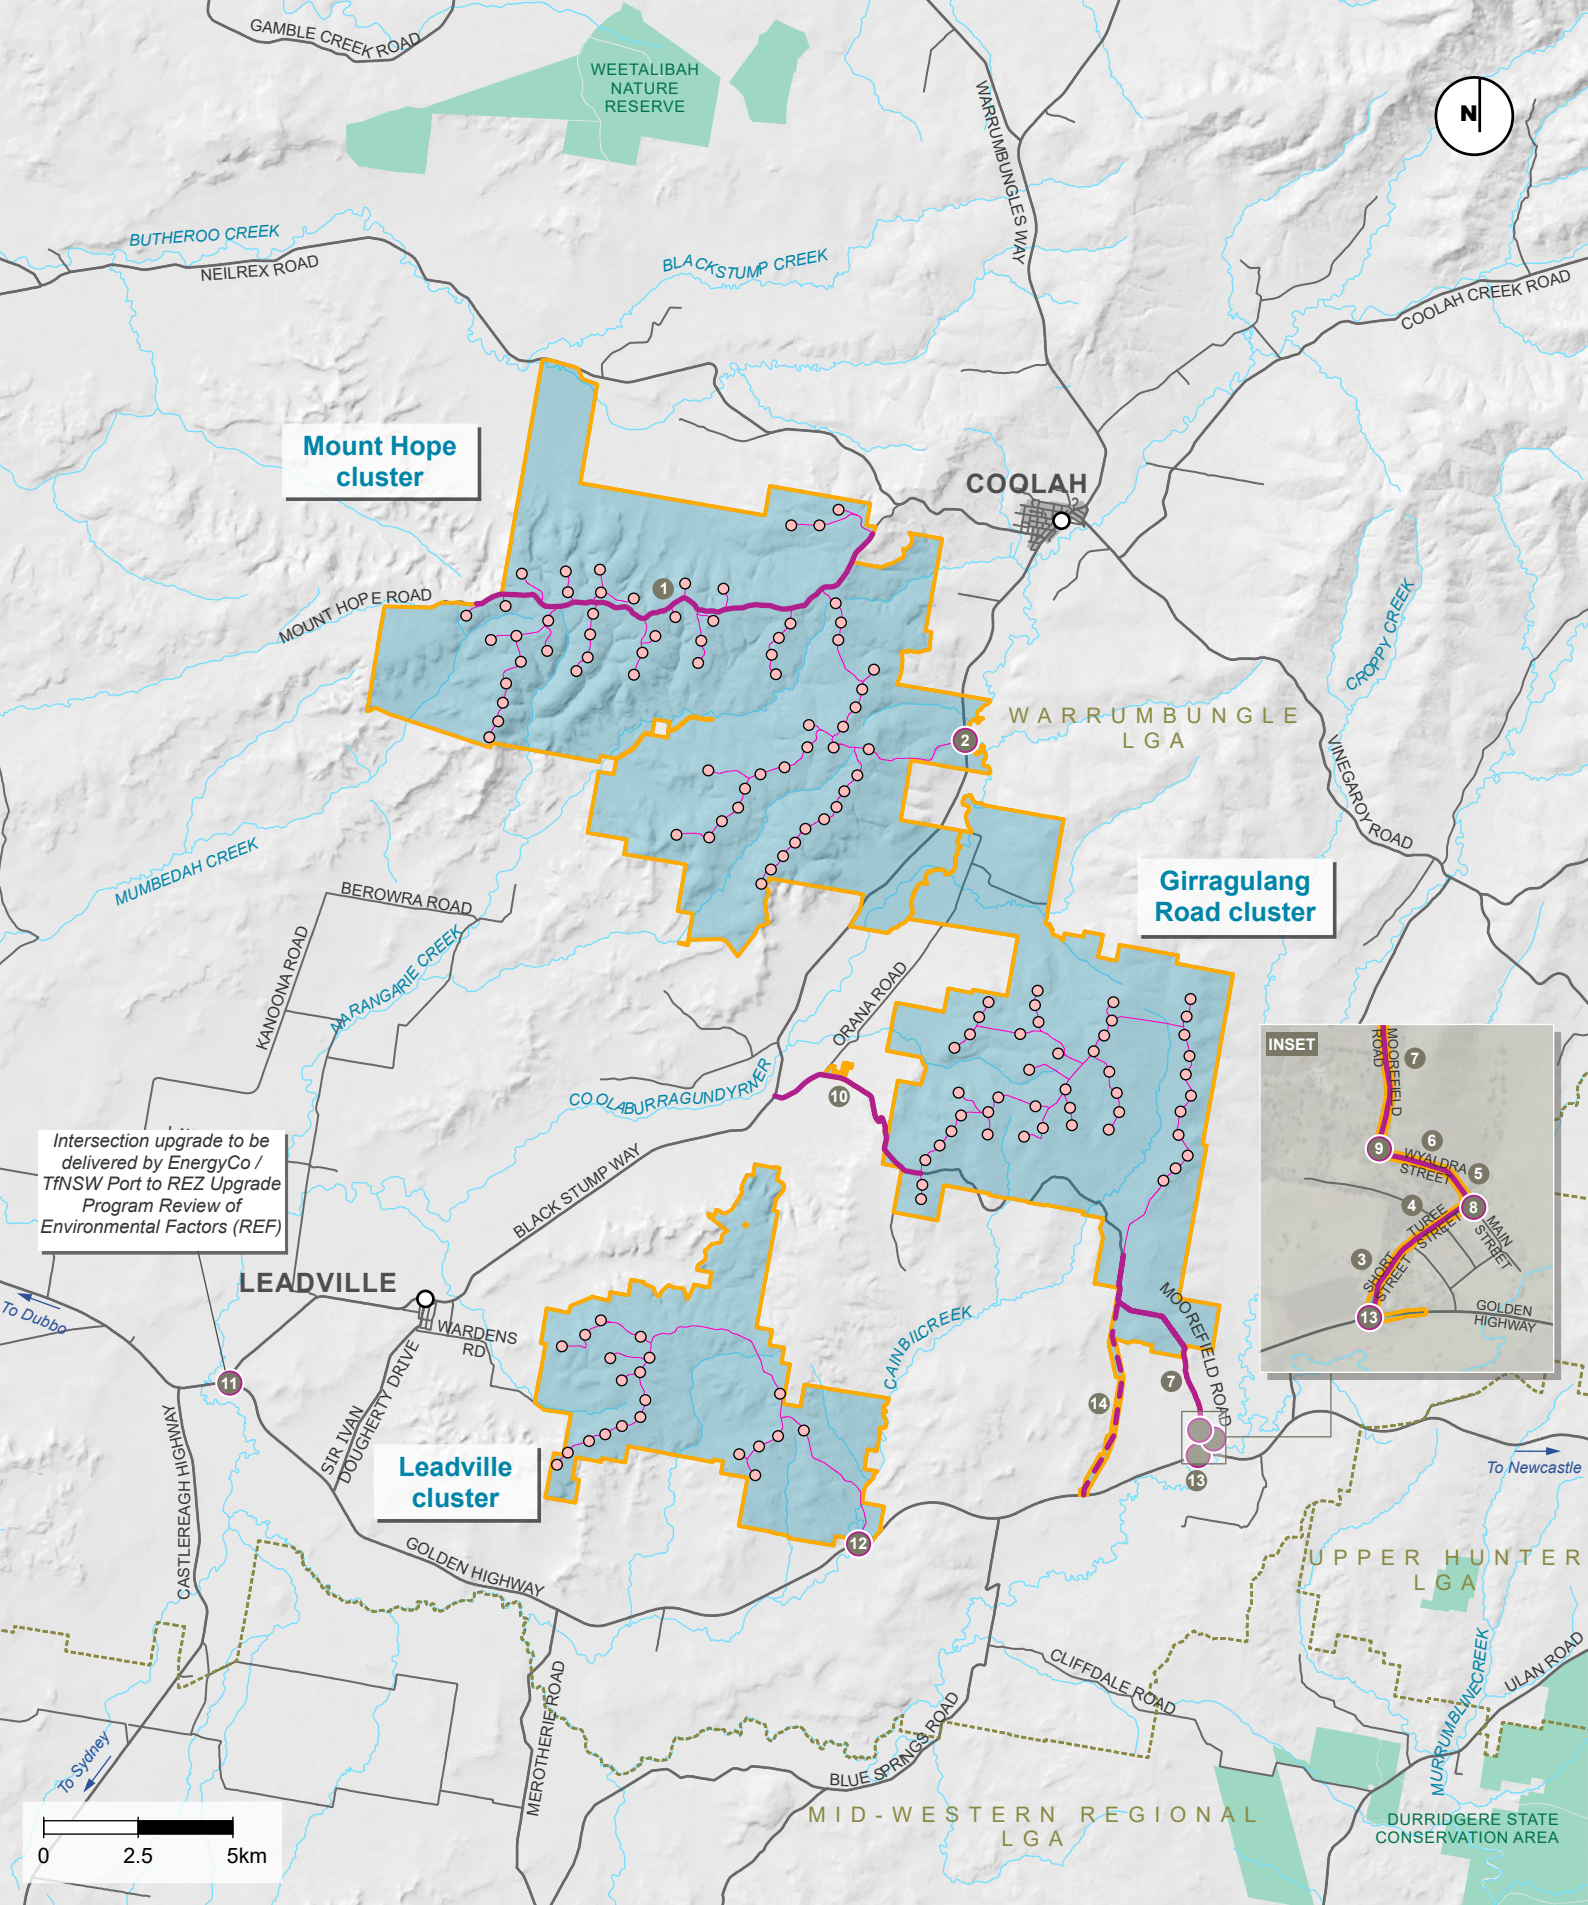 GAMBLE CREEK ROAD
WEETALIBAH
NATURE
RESERVE
N
WARRUMBUNGLES WAY
BUTHEROO CREEK
NEILREX ROAD
BLACKSTUMP CREEK
COOLAH CREEK ROAD
Mount Hope
cluster
COOLAH
MOUNT HOPE ROAD
1
CROPPY CREEK
2
WARRUMBUNGLE
LGA
VINEGAROY ROAD
MUMBEDAH CREEK
BEROWRA ROAD
Girragulang
Road cluster
KANOONA ROAD
NARANGARIE CREEK
ORANA ROAD
COOLABURRAGUNDY RIVER
10
INSET
MOOREFIELD
ROAD
7
9
6
WYALDRA
STREET
5
4
8
TUREE
STREET
MAIN
STREET
3
SHORT
STREET
13
GOLDEN
HIGHWAY
Intersection upgrade to be
delivered by EnergyCo /
TfNSW Port to REZ Upgrade
Program Review of
Environmental Factors (REF)
BLACK STUMP WAY
LEADVILLE
To Dubbo
WARDENS
RD
11
MOOREFIELD ROAD
CAINBIL CREEK
7
14
SIR IVAN
DOUGHERTY DRIVE
CASTLEREAGH HIGHWAY
Leadville
cluster
13
To Newcastle
12
GOLDEN HIGHWAY
UPPER HUNTER
LGA
MEROTHERIE ROAD
CLIFFDALE ROAD
MURRUMBLINE CREEK
ULAN ROAD
BLUE SPRINGS ROAD
To Sydney
MID-WESTERN REGIONAL
LGA
DURRIDGERE STATE
CONSERVATION AREA
0 2.5 5km